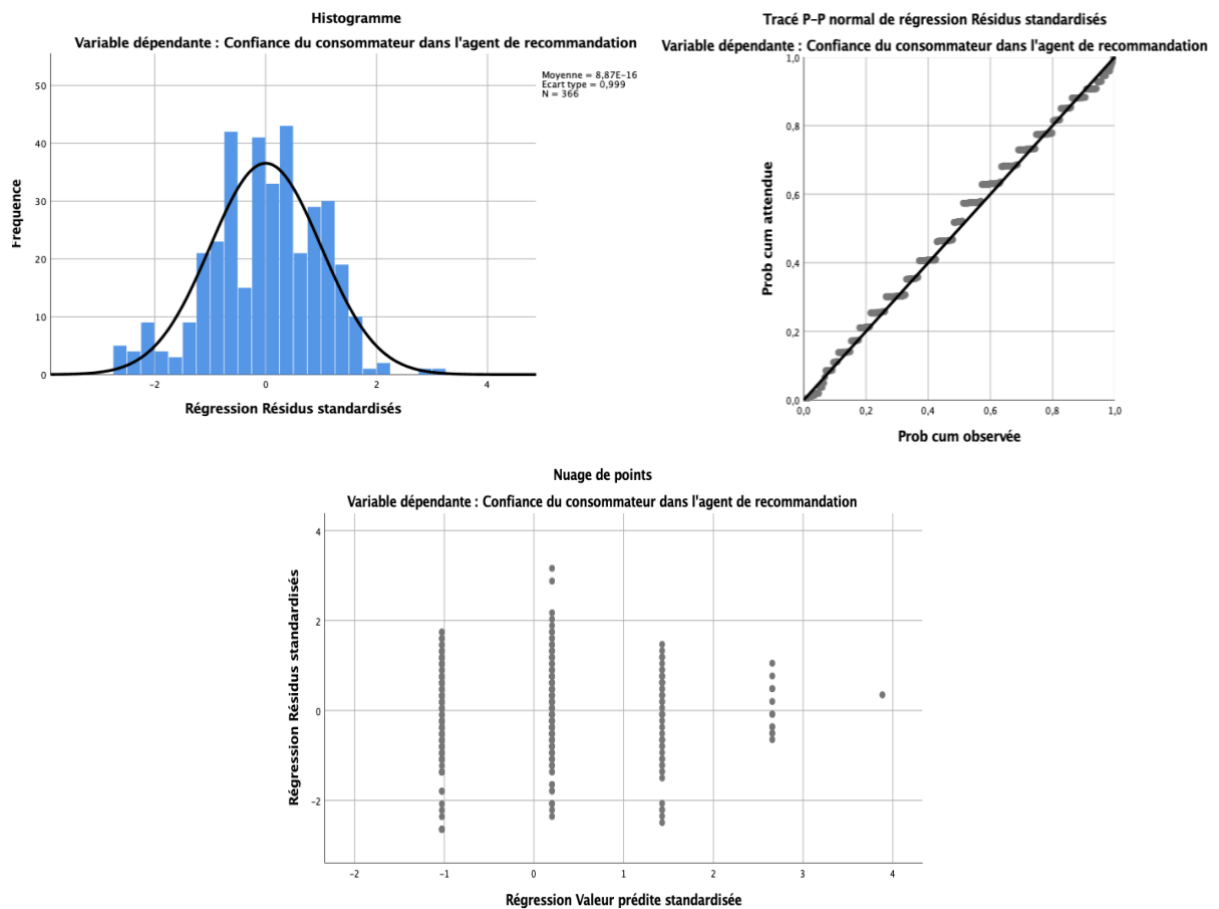 Histogramme
Variable dépendante : Confiance du consommateur dans l'agent de recommandation
Moyenne = 8,87E-16
Ecart type = 0,999
N = 366
50
40
30
20
10
0
Frequence
-2
0
2
4
Régression Résidus standardisés
Tracé P-P normal de régression Résidus standardisés
Variable dépendante : Confiance du consommateur dans l'agent de recommandation
1,0
0,8
0,6
0,4
0,2
0,0
Prob cum attendue
0,0
0,2
0,4
0,6
0,8
1,0
Prob cum observée
Nuage de points
Variable dépendante : Confiance du consommateur dans l'agent de recommandation
4
2
0
-2
Régression Résidus standardisés
-2
-1
0
1
2
3
4
Régression Valeur prédite standardisée